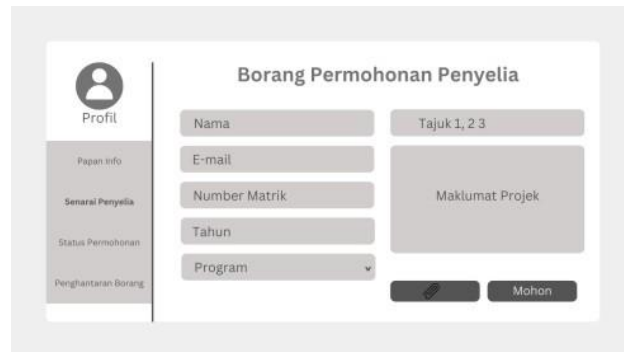 Borang Permohonan Penyelia
Profil
Papan Info
Senarai Penyelia
Status Permohonan
Penghantaran Borang
Nama
E-mail
Number Matrik
Tahun
Program
Tajuk 1, 2 3
Maklumat Projek
Mohon